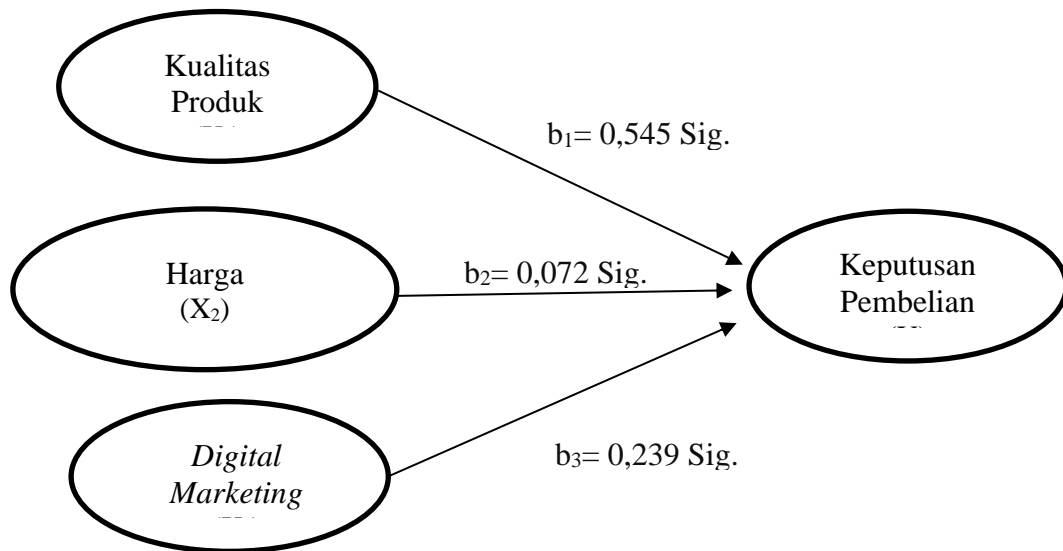 Kualitas
Produk
b₁= 0,545 Sig.
Harga
(X₂)
b₂= 0,072 Sig.
Keputusan
Pembelian
Digital
Marketing
b₃= 0,239 Sig.